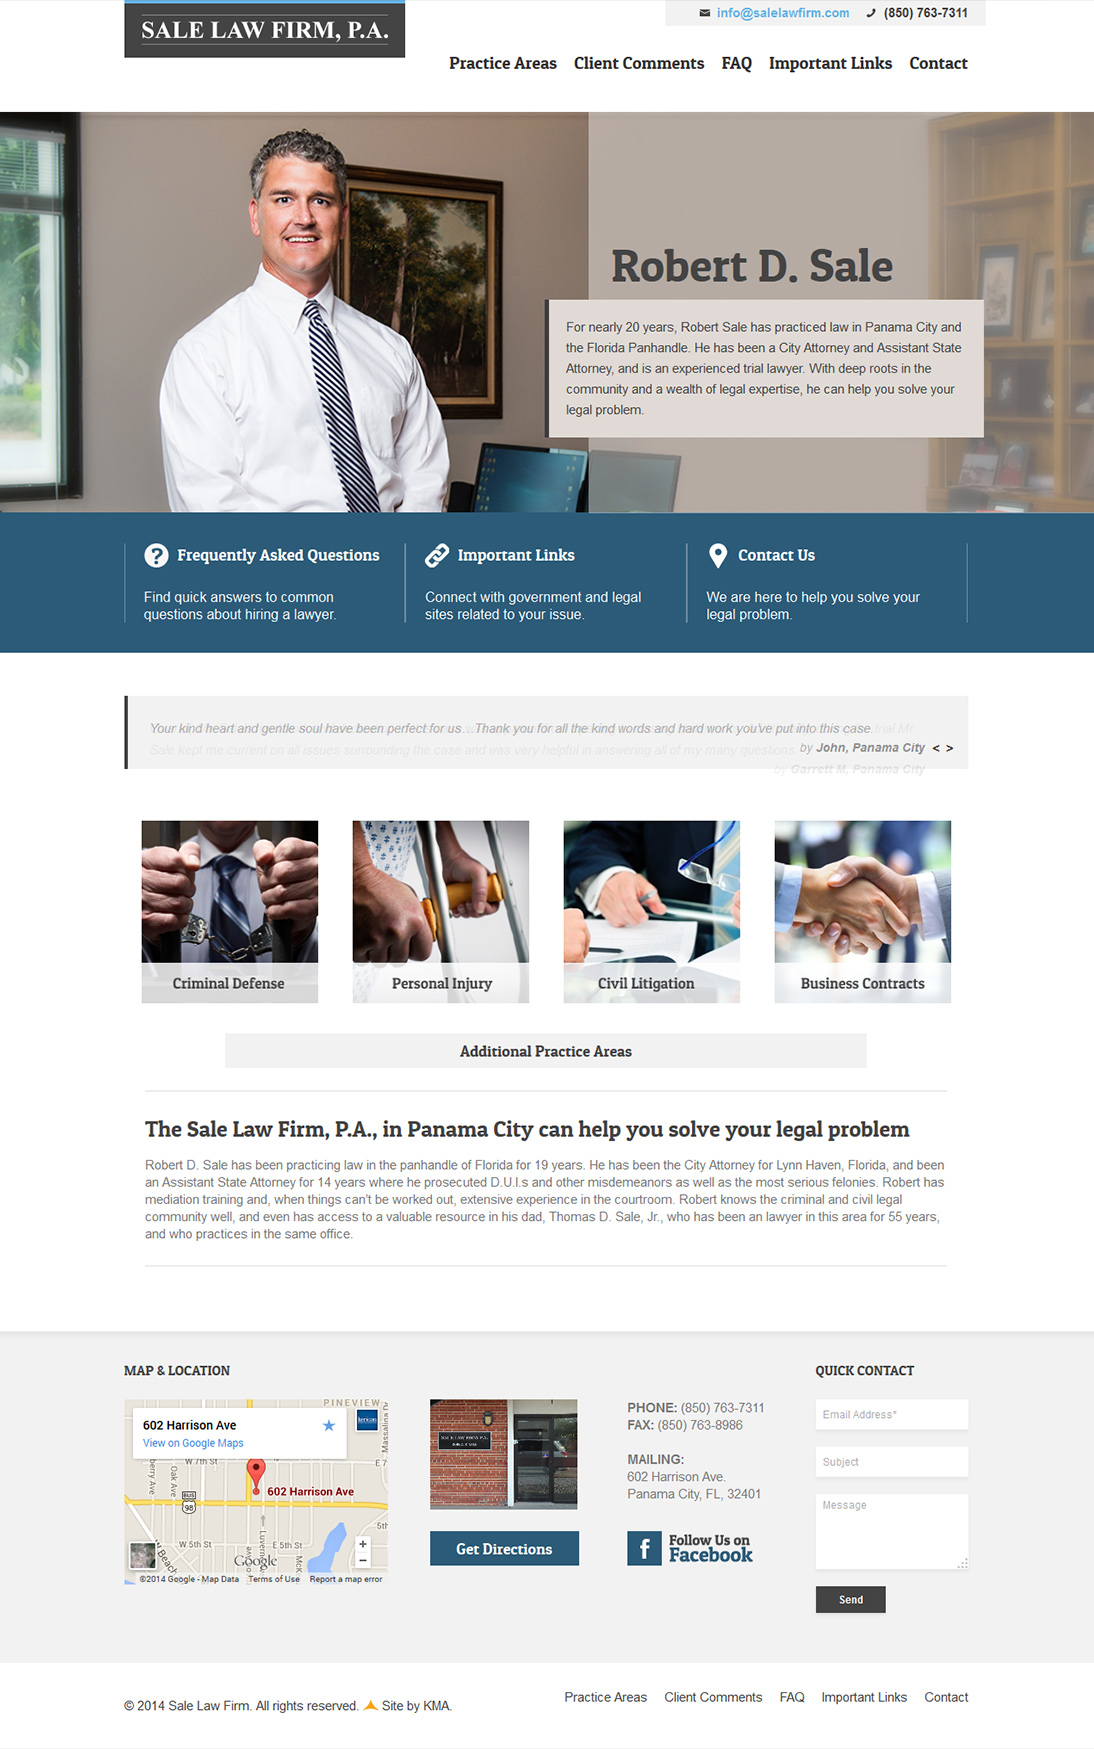 SALE LAW FIRM, P.A.
info@salelawfirm.com (850) 763-7311
Practice Areas Client Comments FAQ Important Links Contact
Robert D. Sale
For nearly 20 years, Robert Sale has practiced law in Panama City and
the Florida Panhandle. He has been a City Attorney and Assistant State
Attorney, and is an experienced trial lawyer. With deep roots in the
community and a wealth of legal expertise, he can help you solve your
legal problem.
Frequently Asked Questions
Find quick answers to common
questions about hiring a lawyer.
Important Links
Connect with government and legal
sites related to your issue.
Contact Us
We are here to help you solve your
legal problem.
Your kind heart and gentle soul have been perfect for us...Thank you for all the kind words and hard work you've put into this case.
trial Mr
Sale kept me current on all issues surrounding the case and was very helpful in answering all of my many questions.
by John, Panama City < >
by Garrett M, Panama City
Criminal Defense
Personal Injury
Civil Litigation
Business Contracts
Additional Practice Areas
The Sale Law Firm, P.A., in Panama City can help you solve your legal problem
Robert D. Sale has been practicing law in the panhandle of Florida for 19 years. He has been the City Attorney for Lynn Haven, Florida, and been
an Assistant State Attorney for 14 years where he prosecuted D.U.I.s and other misdemeanors as well as the most serious felonies. Robert has
mediation training and, when things can't be worked out, extensive experience in the courtroom. Robert knows the criminal and civil legal
community well, and even has access to a valuable resource in his dad, Thomas D. Sale, Jr., who has been an lawyer in this area for 55 years,
and who practices in the same office.
MAP & LOCATION
PINEVIEW
602 Harrison Ave
View on Google Maps
Massalina D
W 7th St
E 7
berry Ave
Oak Ave
602 Harrison Ave
BUS
98
5th
W 5th St
E 5th St
Luverne
W Beach
Google
+
−
©2014 Google - Map Data Terms of Use Report a map error
SALE LAW FIRM, P.A.
Get Directions
PHONE: (850) 763-7311
FAX: (850) 763-8986
MAILING:
602 Harrison Ave.
Panama City, FL, 32401
f
Follow Us on
Facebook
QUICK CONTACT
Email Address*
Subject
Message
Send
© 2014 Sale Law Firm. All rights reserved. Site by KMA.
Practice Areas Client Comments FAQ Important Links Contact